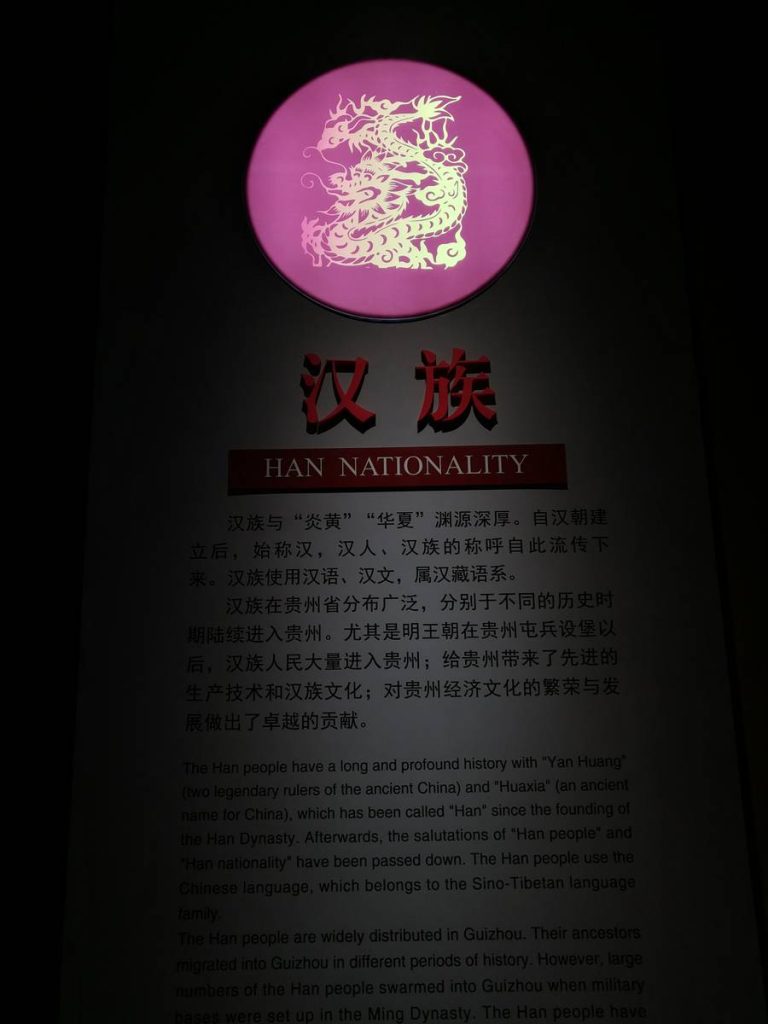 汉族
HAN NATIONALITY
汉族与“炎黄”“华夏”渊源深厚。自汉朝建
立后，始称汉，汉人、汉族的称呼自此流传下
来。汉族使用汉语、汉文，属汉藏语系。
汉族在贵州省分布广泛，分别于不同的历史时
期陆续进入贵州。尤其是明王朝在贵州屯兵设堡以
后，汉族人民大量进入贵州；给贵州带来了先进的
生产技术和汉族文化；对贵州经济文化的繁荣与发
展做出了卓越的贡献。
The Han people have a long and profound history with "Yan Huang"
(two legendary rulers of the ancient China) and "Huaxia" (an ancient
name for China), which has been called "Han" since the founding of
the Han Dynasty. Afterwards, the salutations of "Han people" and
"Han nationality" have been passed down. The Han people use the
Chinese language, which belongs to the Sino-Tibetan language
family.
The Han people are widely distributed in Guizhou. Their ancestors
migrated into Guizhou in different periods of history. However, large
numbers of the Han people swarmed into Guizhou when military
bases were set up in the Ming Dynasty. The Han people have